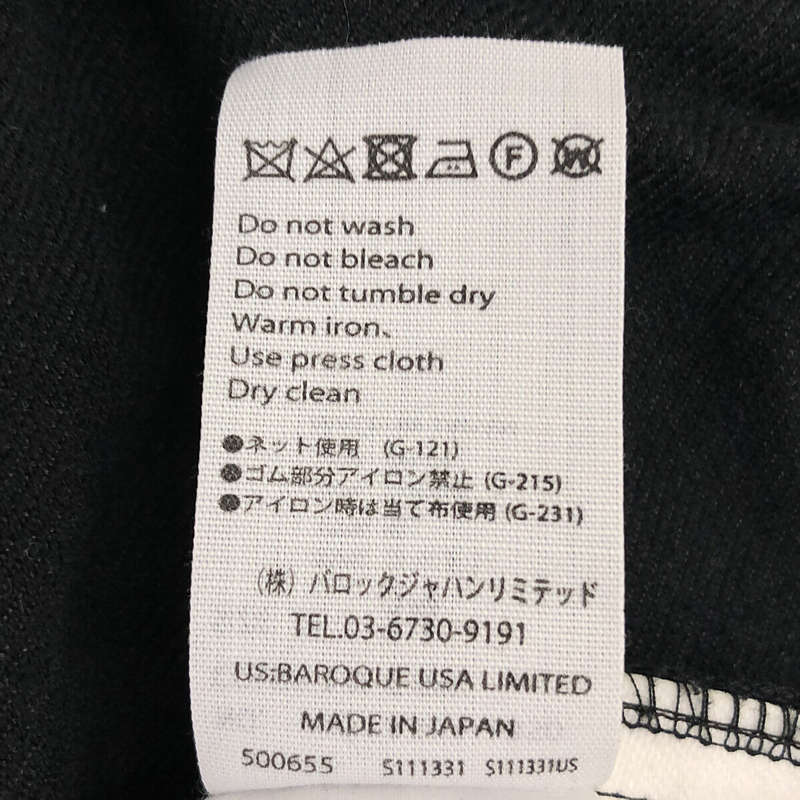 F W
Do not wash
Do not bleach
Do not tumble dry
Warm iron、
Use press cloth
Dry clean
●ネット使用 (G-121)
●ゴム部分アイロン禁止 (G-215)
●アイロン時は当て布使用 (G-231)
(株) バロックジャパンリミテッド
TEL.03-6730-9191
US:BAROQUE USA LIMITED
MADE IN JAPAN
500655 S111331 S111331US